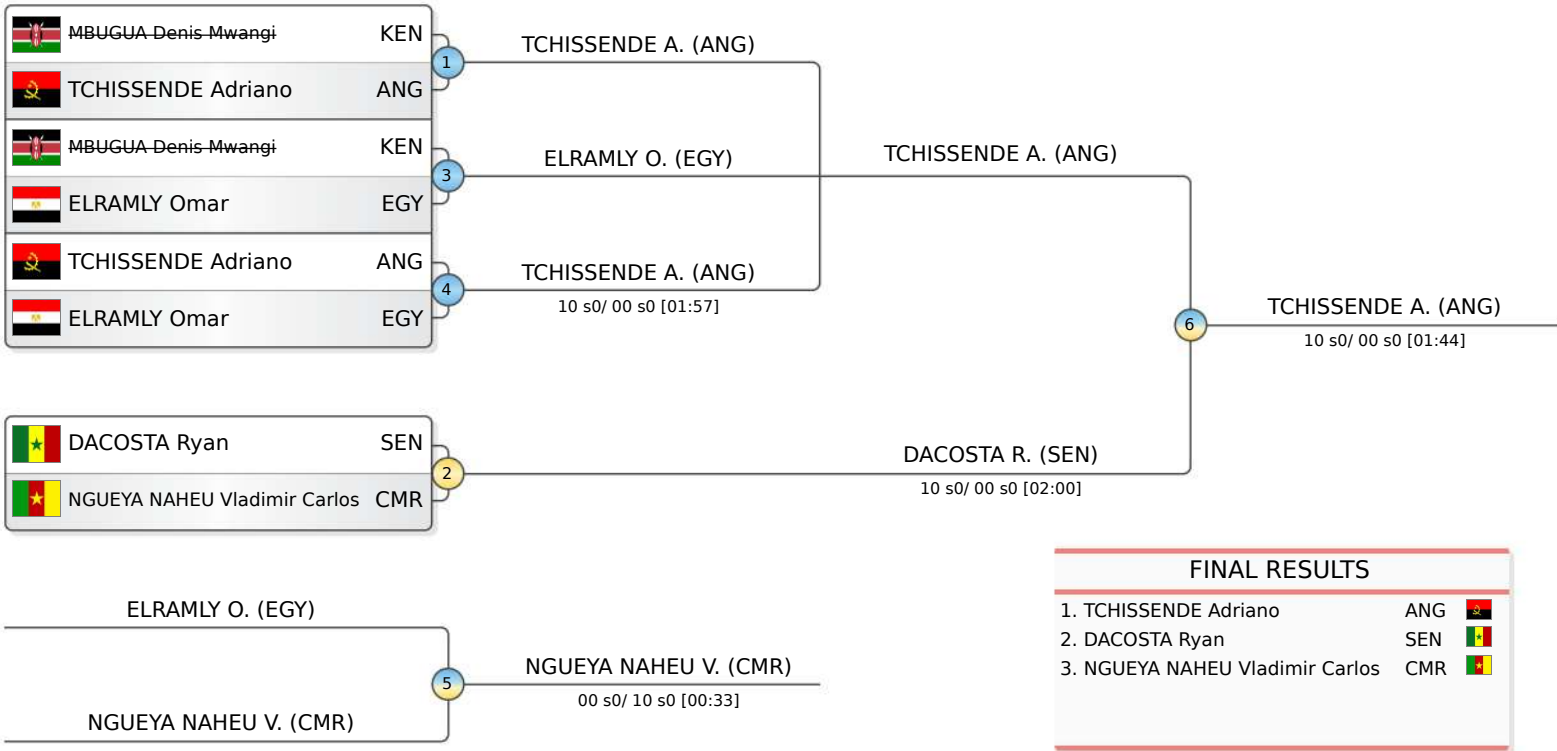 MBUGUA Denis Mwangi KEN
TCHISSENDE Adriano ANG
1
TCHISSENDE A. (ANG)
MBUGUA Denis Mwangi KEN
ELRAMLY Omar EGY
3
ELRAMLY O. (EGY)
TCHISSENDE A. (ANG)
TCHISSENDE Adriano ANG
ELRAMLY Omar EGY
4
TCHISSENDE A. (ANG)
10 s0/ 00 s0 [01:57]
6
TCHISSENDE A. (ANG)
10 s0/ 00 s0 [01:44]
DACOSTA Ryan SEN
NGUEYA NAHEU Vladimir Carlos CMR
2
DACOSTA R. (SEN)
10 s0/ 00 s0 [02:00]
ELRAMLY O. (EGY)
NGUEYA NAHEU V. (CMR)
5
NGUEYA NAHEU V. (CMR)
00 s0/ 10 s0 [00:33]
FINAL RESULTS
1. TCHISSENDE Adriano ANG
2. DACOSTA Ryan SEN
3. NGUEYA NAHEU Vladimir Carlos CMR